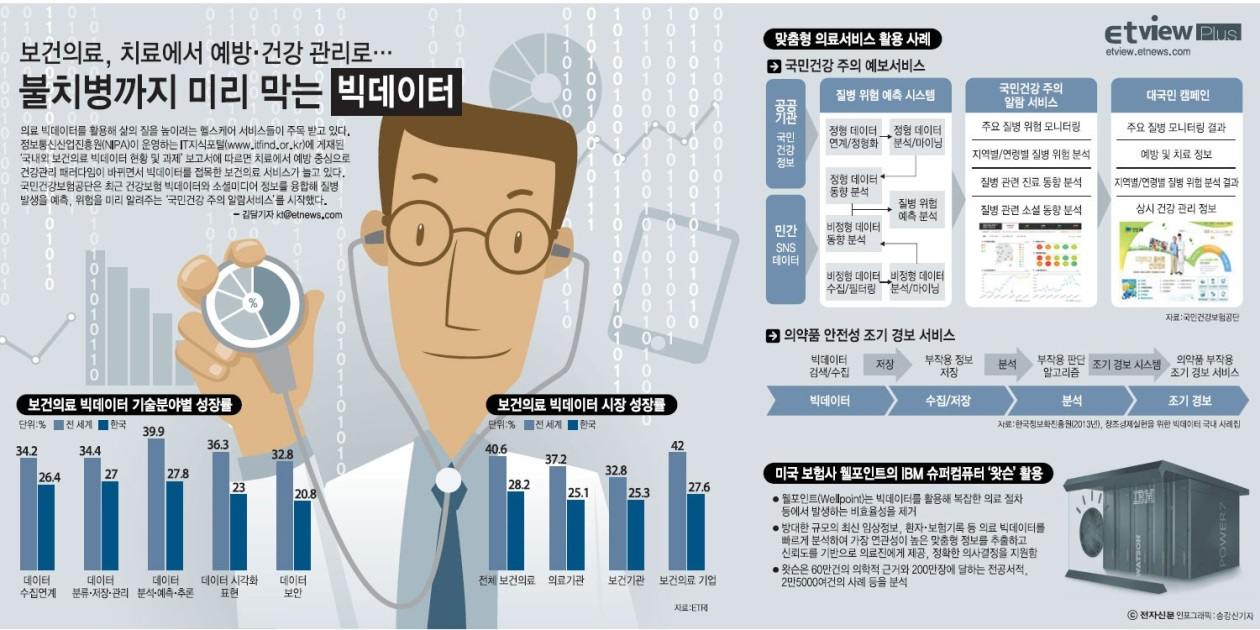 보건의료, 치료에서 예방·건강 관리로…
불치병까지 미리 막는 빅데이터
의료 빅데이터를 활용해 삶의 질을 높이려는 헬스케어 서비스들이 주목 받고 있다.
정보통신산업진흥원(NIPA)이 운영하는 IT지식포털(www.itfind.or.kr)에 게재된
‘국내외 보건의료 빅데이터 현황 및 과제’ 보고서에 따르면 치료에서 예방 중심으로
건강관리 패러다임이 바뀌면서 빅데이터를 접목한 보건의료 서비스가 늘고 있다.
국민건강보험공단은 최근 건강보험 빅데이터와 소셜미디어 정보를 융합해 질병
발생을 예측, 위험을 미리 알려주는 ‘국민건강 주의 알람서비스’를 시작했다.
– 김달기자 kt@etnews.com
%
보건의료 빅데이터 기술분야별 성장률
단위:% 전 세계 한국
34.2 26.4
34.4 27
39.9 27.8
36.3 23
32.8 20.8
데이터 수집연계
데이터 분류·저장·관리
데이터 분석·예측·추론
데이터 시각화 표현
데이터 보안
보건의료 빅데이터 시장 성장률
단위:% 전 세계 한국
40.6 28.2
37.2 25.1
32.8 25.3
42 27.6
전체 보건의료
의료기관
보건기관
보건의료 기업
자료:ETRI
etview Plus
etview.etnews.com
맞춤형 의료서비스 활용 사례
국민건강 주의 예보서비스
공공
기관
국민
건강
정보
민간
SNS
데이터
질병 위험 예측 시스템
정형 데이터
연계/정형화
정형 데이터
분석/마이닝
정형 데이터
동향 분석
질병 위험
예측 분석
비정형 데이터
동향 분석
비정형 데이터
수집/필터링
비정형 데이터
분석/마이닝
국민건강 주의
알람 서비스
주요 질병 위험 모니터링
지역별/연령별 질병 위험 분석
질병 관련 진료 동향 분석
질병 관련 소셜 동향 분석
대국민 캠페인
주요 질병 모니터링 결과
예방 및 치료 정보
지역별/연령별 질병 위험 분석 결과
상시 건강 관리 정보
자료:국민건강보험공단
의약품 안전성 조기 경보 서비스
빅데이터
검색/수집
저장
부작용 정보
저장
분석
부작용 판단
알고리즘
조기 경보 시스템
의약품 부작용
조기 경보 서비스
빅데이터
수집/저장
분석
조기 경보
자료:한국정보화진흥원(2013년), 창조경제실현을 위한 빅데이터 국내 사례집
미국 보험사 웰포인트의 IBM 슈퍼컴퓨터 ‘왓슨’ 활용
● 웰포인트(Wellpoint)는 빅데이터를 활용해 복잡한 의료 절차
등에서 발생하는 비효율성을 제거
● 방대한 규모의 최신 임상정보, 환자·보험기록 등 의료 빅데이터를
빠르게 분석하여 가장 연관성이 높은 맞춤형 정보를 추출하고
신뢰도를 기반으로 의료진에게 제공, 정확한 의사결정을 지원함
● 왓슨은 60만건의 의학적 근거와 200만장에 달하는 전공서적,
2만5000여건의 사례 등을 분석
IBM
WATSON
POWER7
ⓒ 전자신문 인포그래픽 : 송강신기자